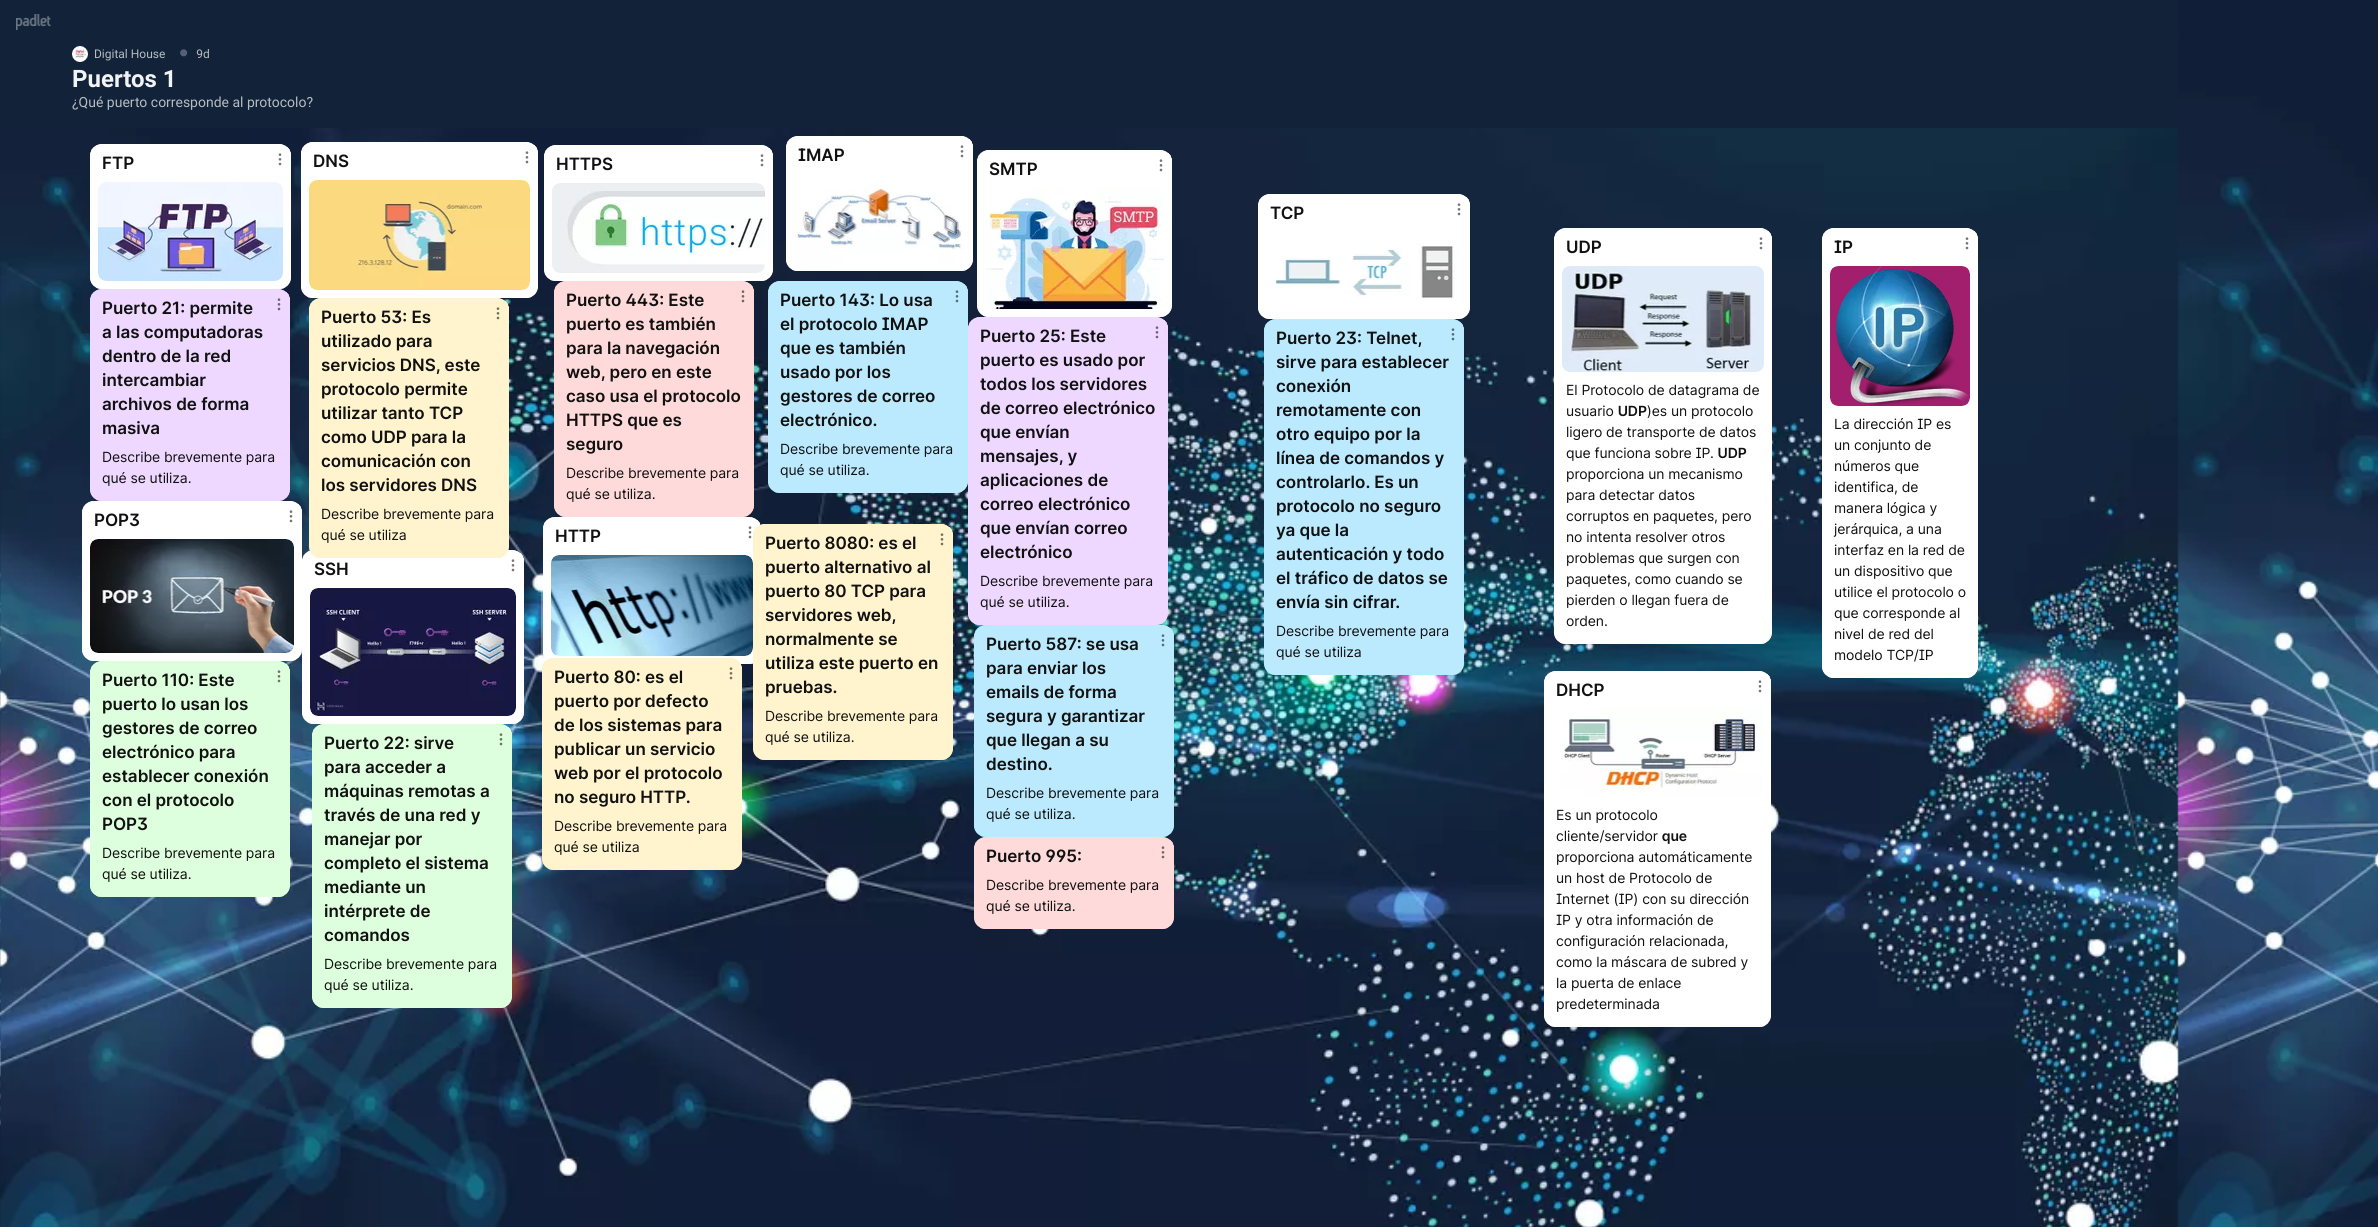 padlet
Digital House • 9d
Puertos 1
¿Qué puerto corresponde al protocolo?
FTP
FTP
Puerto 21: permite
a las computadoras
dentro de la red
intercambiar
archivos de forma
masiva
Describe brevemente para
qué se utiliza.
POP3
POP 3
Puerto 110: Este
puerto lo usan los
gestores de correo
electrónico para
establecer conexión
con el protocolo
POP3
Describe brevemente para
qué se utiliza.
DNS
domain.com
216.3.128.12
Puerto 53: Es
utilizado para
servicios DNS, este
protocolo permite
utilizar tanto TCP
como UDP para la
comunicación con
los servidores DNS
Describe brevemente para
qué se utiliza
SSH
SSH CLIENT
SSH SERVER
Puerto 22: sirve
para acceder a
máquinas remotas a
través de una red y
manejar por
completo el sistema
mediante un
intérprete de
comandos
Describe brevemente para
qué se utiliza.
HTTPS
https://
Puerto 443: Este
puerto es también
para la navegación
web, pero en este
caso usa el protocolo
HTTPS que es
seguro
Describe brevemente para
qué se utiliza.
HTTP
http://www
Puerto 80: es el
puerto por defecto
de los sistemas para
publicar un servicio
web por el protocolo
no seguro HTTP.
Describe brevemente para
qué se utiliza
IMAP
Email Server
Puerto 143: Lo usa
el protocolo IMAP
que es también
usado por los
gestores de correo
electrónico.
Describe brevemente para
qué se utiliza.
Puerto 8080: es el
puerto alternativo al
puerto 80 TCP para
servidores web,
normalmente se
utiliza este puerto en
pruebas.
Describe brevemente para
qué se utiliza.
SMTP
SMTP
Puerto 25: Este
puerto es usado por
todos los servidores
de correo electrónico
que envían
mensajes, y
aplicaciones de
correo electrónico
que envían correo
electrónico
Describe brevemente para
qué se utiliza.
Puerto 587: se usa
para enviar los
emails de forma
segura y garantizar
que llegan a su
destino.
Describe brevemente para
qué se utiliza.
Puerto 995:
Describe brevemente para
qué se utiliza.
TCP
TCP
Puerto 23: Telnet,
sirve para establecer
conexión
remotamente con
otro equipo por la
línea de comandos y
controlarlo. Es un
protocolo no seguro
ya que la
autenticación y todo
el tráfico de datos se
envía sin cifrar.
Describe brevemente para
qué se utiliza
UDP
UDP
Request
Response
Response
Client
Server
El Protocolo de datagrama de
usuario UDP)es un protocolo
ligero de transporte de datos
que funciona sobre IP. UDP
proporciona un mecanismo
para detectar datos
corruptos en paquetes, pero
no intenta resolver otros
problemas que surgen con
paquetes, como cuando se
pierden o llegan fuera de
orden.
DHCP
DHCP Client
Router
DHCP Server
DHCP
Dynamic Host
Configuration Protocol
Es un protocolo
cliente/servidor que
proporciona automáticamente
un host de Protocolo de
Internet (IP) con su dirección
IP y otra información de
configuración relacionada,
como la máscara de subred y
la puerta de enlace
predeterminada
IP
IP
La dirección IP es
un conjunto de
números que
identifica, de
manera lógica y
jerárquica, a una
interfaz en la red de
un dispositivo que
utilice el protocolo o
que corresponde al
nivel de red del
modelo TCP/IP